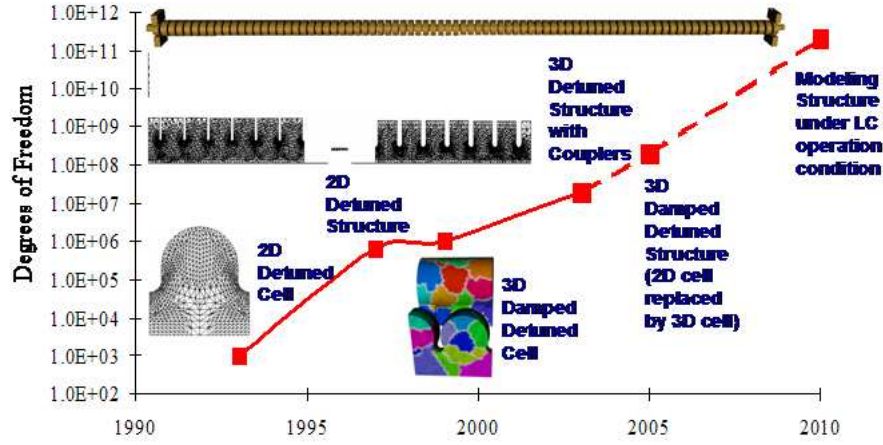 Degrees of Freedom
1.0E+12
1.0E+11
1.0E+10
1.0E+09
1.0E+08
1.0E+07
1.0E+06
1.0E+05
1.0E+04
1.0E+03
1.0E+02
1990
1995
2000
2005
2010
2D
Detuned
Cell
2D
Detuned
Structure
3D
Damped
Detuned
Cell
3D
Detuned
Structure
with
Couplers
3D
Damped
Detuned
Structure
(2D cell
replaced
by 3D cell)
Modeling
Structure
under LC
operation
condition